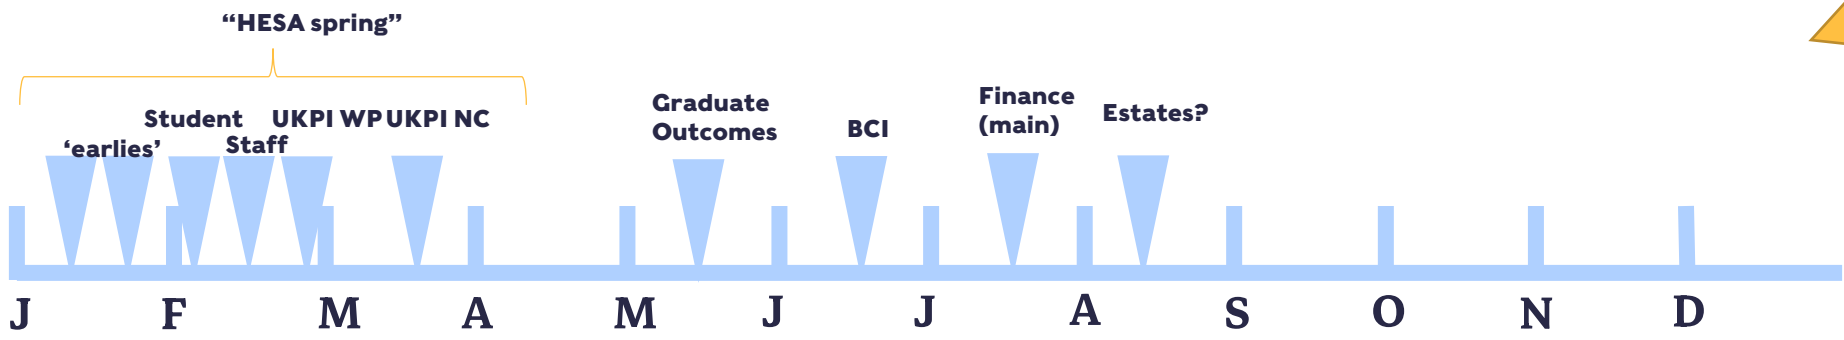 “HESA spring”
Student
UKPI WP
UKPI NC
‘earlies’
Staff
Graduate
Outcomes
BCI
Finance
(main)
Estates?
J F M A M J J A S O N D